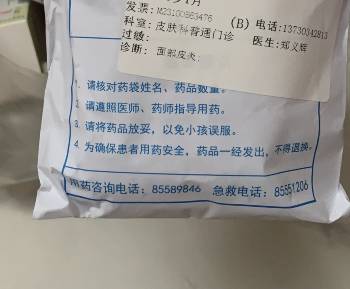 发票:M23100863476
科室:皮肤科普通门诊 (B) 电话:13730342813
过敏: 医生:郑义辉
诊断: 面部皮炎;
1. 请核对药袋姓名、药品数量。
2. 请遵照医师、药师指导用药。
3. 请将药品放妥，以免小孩误服。
4. 为确保患者用药安全，药品一经发出，不得退换。
用药咨询电话：85589846 急救电话：85551206